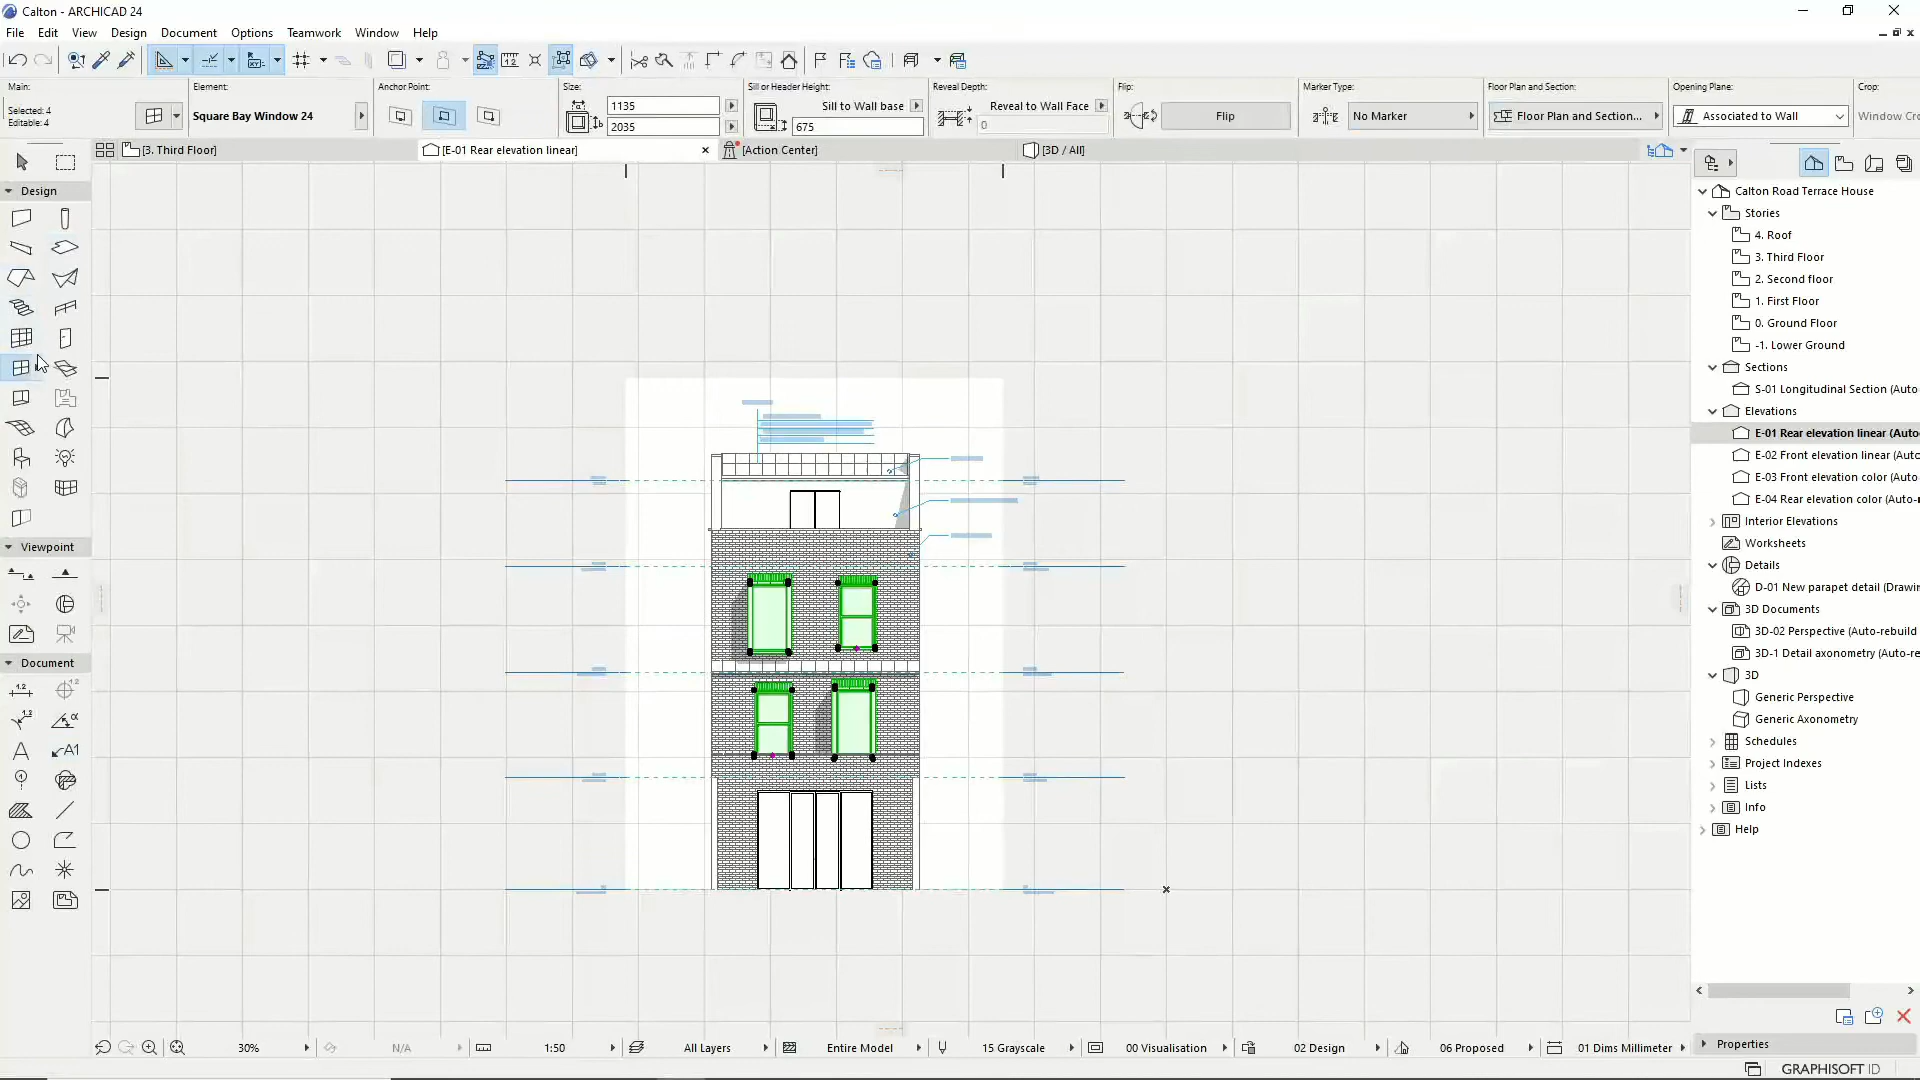 Calton - ARCHICAD 24
File Edit View Design Document Options Teamwork Window Help
Main:
Selected: 4
Editable: 4
Element:
Square Bay Window 24
Anchor Point:
Size:
1135
2035
Sill or Header Height:
Sill to Wall base
675
Reveal Depth:
Reveal to Wall Face
0
Flip:
Flip
Marker Type:
No Marker
Floor Plan and Section:
Floor Plan and Section...
Opening Plane:
Associated to Wall
Crop:
Window Cro
[3. Third Floor]
[E-01 Rear elevation linear]
[Action Center]
[3D / All]
Design
Viewpoint
Document
Calton Road Terrace House
Stories
4. Roof
3. Third Floor
2. Second floor
1. First Floor
0. Ground Floor
-1. Lower Ground
Sections
S-01 Longitudinal Section (Auto
Elevations
E-01 Rear elevation linear (Auto
E-02 Front elevation linear (Auto
E-03 Front elevation color (Auto-
E-04 Rear elevation color (Auto-r
Interior Elevations
Worksheets
Details
D-01 New parapet detail (Drawin
3D Documents
3D-02 Perspective (Auto-rebuild
3D-1 Detail axonometry (Auto-re
3D
Generic Perspective
Generic Axonometry
Schedules
Project Indexes
Lists
Info
Help
30% N/A 1:50 All Layers Entire Model 15 Grayscale 00 Visualisation 02 Design 06 Proposed 01 Dims Millimeter
Properties
GRAPHISOFT ID